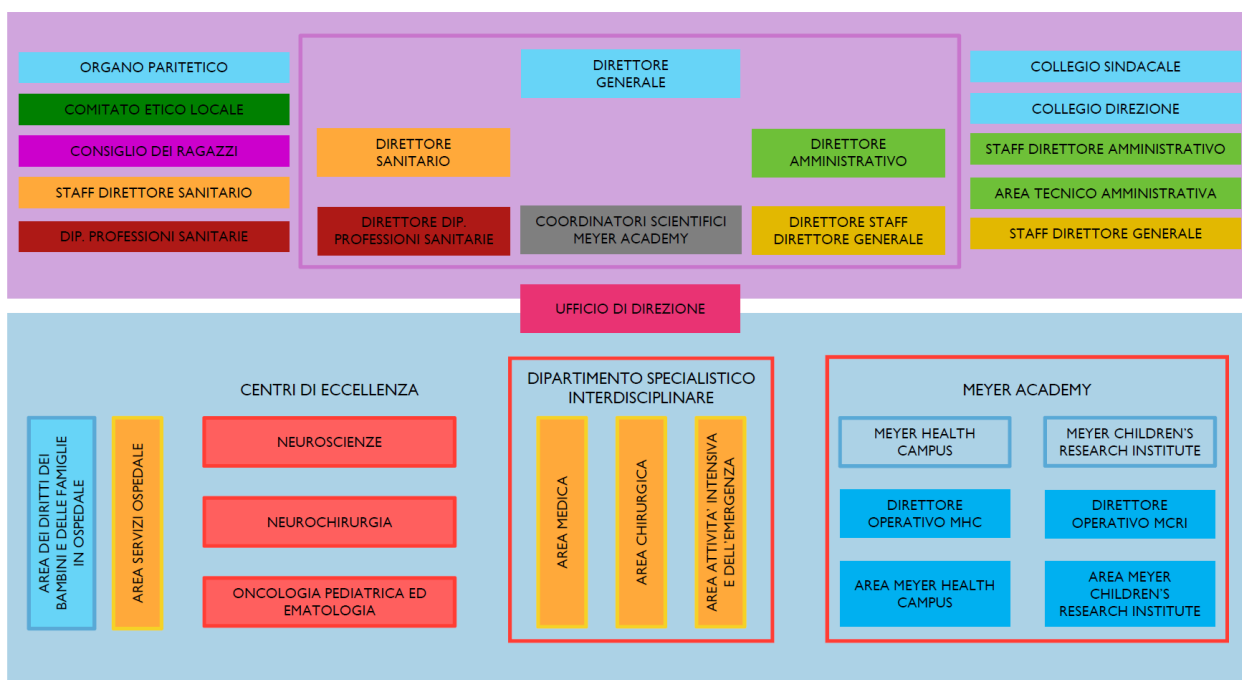 ORGANO PARITETICO
COMITATO ETICO LOCALE
CONSIGLIO DEI RAGAZZI
STAFF DIRETTORE SANITARIO
DIP. PROFESSIONI SANITARIE
DIRETTORE
GENERALE
DIRETTORE
SANITARIO
DIRETTORE
AMMINISTRATIVO
DIRETTORE DIP.
PROFESSIONI SANITARIE
COORDINATORI SCIENTIFICI
MEYER ACADEMY
DIRETTORE STAFF
DIRETTORE GENERALE
COLLEGIO SINDACALE
COLLEGIO DIREZIONE
STAFF DIRETTORE AMMINISTRATIVO
AREA TECNICO AMMINISTRATIVA
STAFF DIRETTORE GENERALE
UFFICIO DI DIREZIONE
AREA DEI DIRITTI DEI
BAMBINI E DELLE FAMIGLIE
IN OSPEDALE
AREA SERVIZI OSPEDALE
CENTRI DI ECCELLENZA
NEUROSCIENZE
NEUROCHIRURGIA
ONCOLOGIA PEDIATRICA ED
EMATOLOGIA
DIPARTIMENTO SPECIALISTICO
INTERDISCIPLINARE
AREA MEDICA
AREA CHIRURGICA
AREA ATTIVITA' INTENSIVA
E DELL'EMERGENZA
MEYER ACADEMY
MEYER HEALTH
CAMPUS
MEYER CHILDREN'S
RESEARCH INSTITUTE
DIRETTORE
OPERATIVO MHC
DIRETTORE
OPERATIVO MCRI
AREA MEYER HEALTH
CAMPUS
AREA MEYER
CHILDREN'S
RESEARCH INSTITUTE